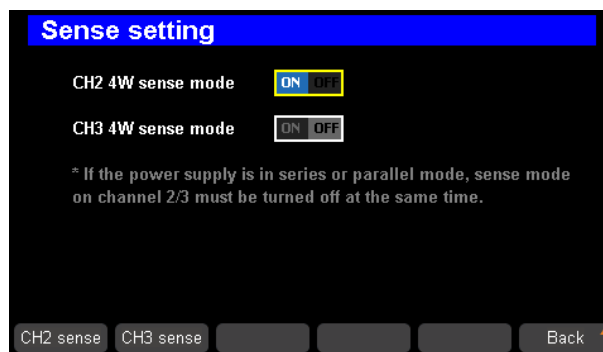 Sense setting
CH2 4W sense mode ON OFF
CH3 4W sense mode ON OFF
* If the power supply is in series or parallel mode, sense mode
on channel 2/3 must be turned off at the same time.
CH2 sense CH3 sense Back